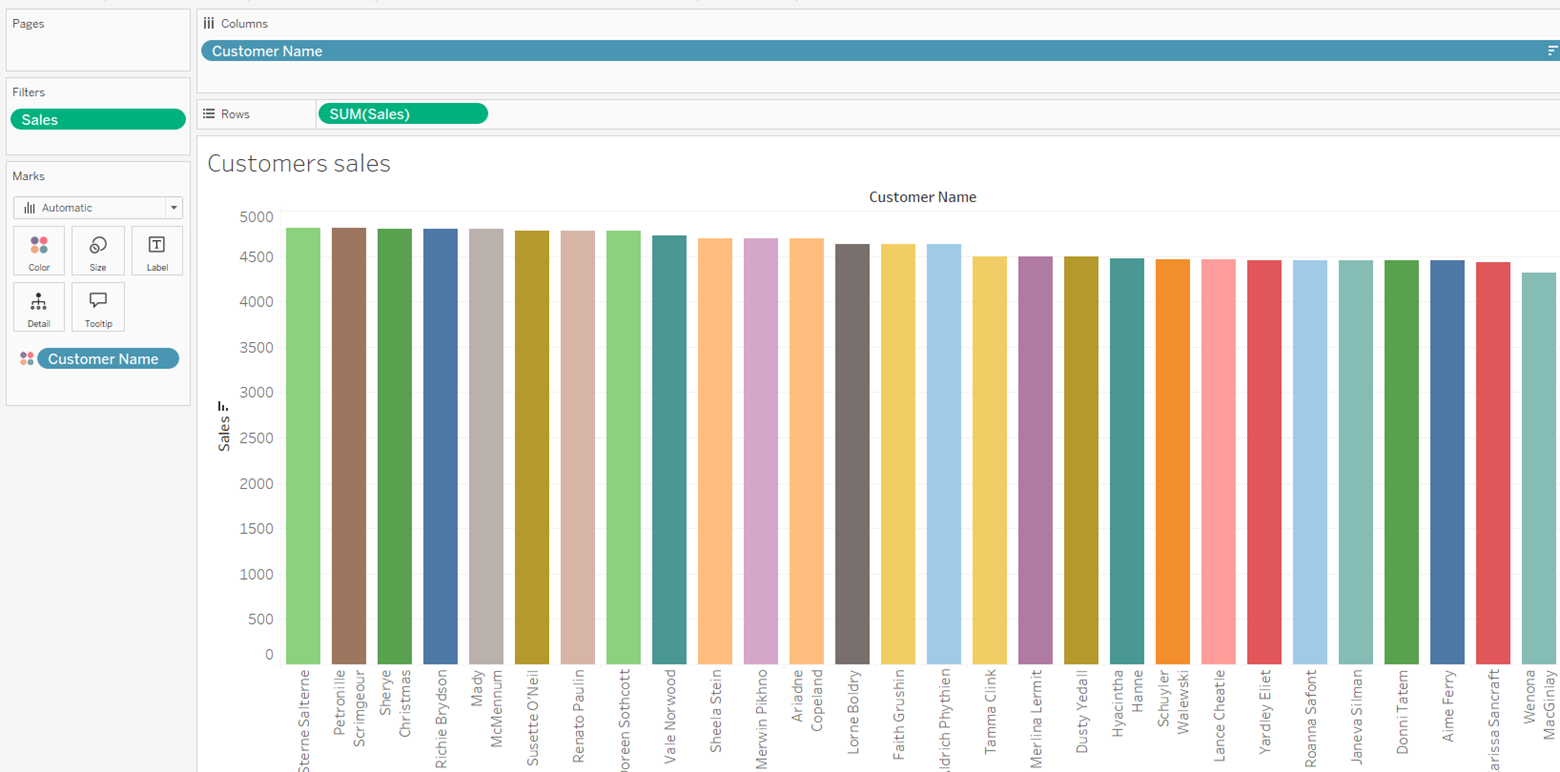 Pages
Filters
Sales
Marks
Automatic
Color
Size
T
Label
Detail
Tooltip
Customer Name
Columns
Customer Name
Rows
SUM(Sales)
Customers sales
Customer Name
Sales
5000
4500
4000
3500
3000
2500
2000
1500
1000
500
0
Sterne Salterne
Petronille
Scrimgeour
Sherye
Christmas
Richie Brydson
Mady
McMennum
Susette O'Neil
Renato Paulin
Sothcott
Vale Norwood
Sheela Stein
Merwin Pikhno
Ariadne
Copeland
Lorne Boldry
Faith Grushin
Phythien
Tamma Clink
Merlina Lermit
Dusty Yedall
Hyacintha
Hanne
Schuyler
Walewski
Lance Cheatle
Yardley Eliet
Roanna Safont
Janeva Silman
Donni Tatem
Aime Ferry
Sancraft
Wenona
MacGinlay